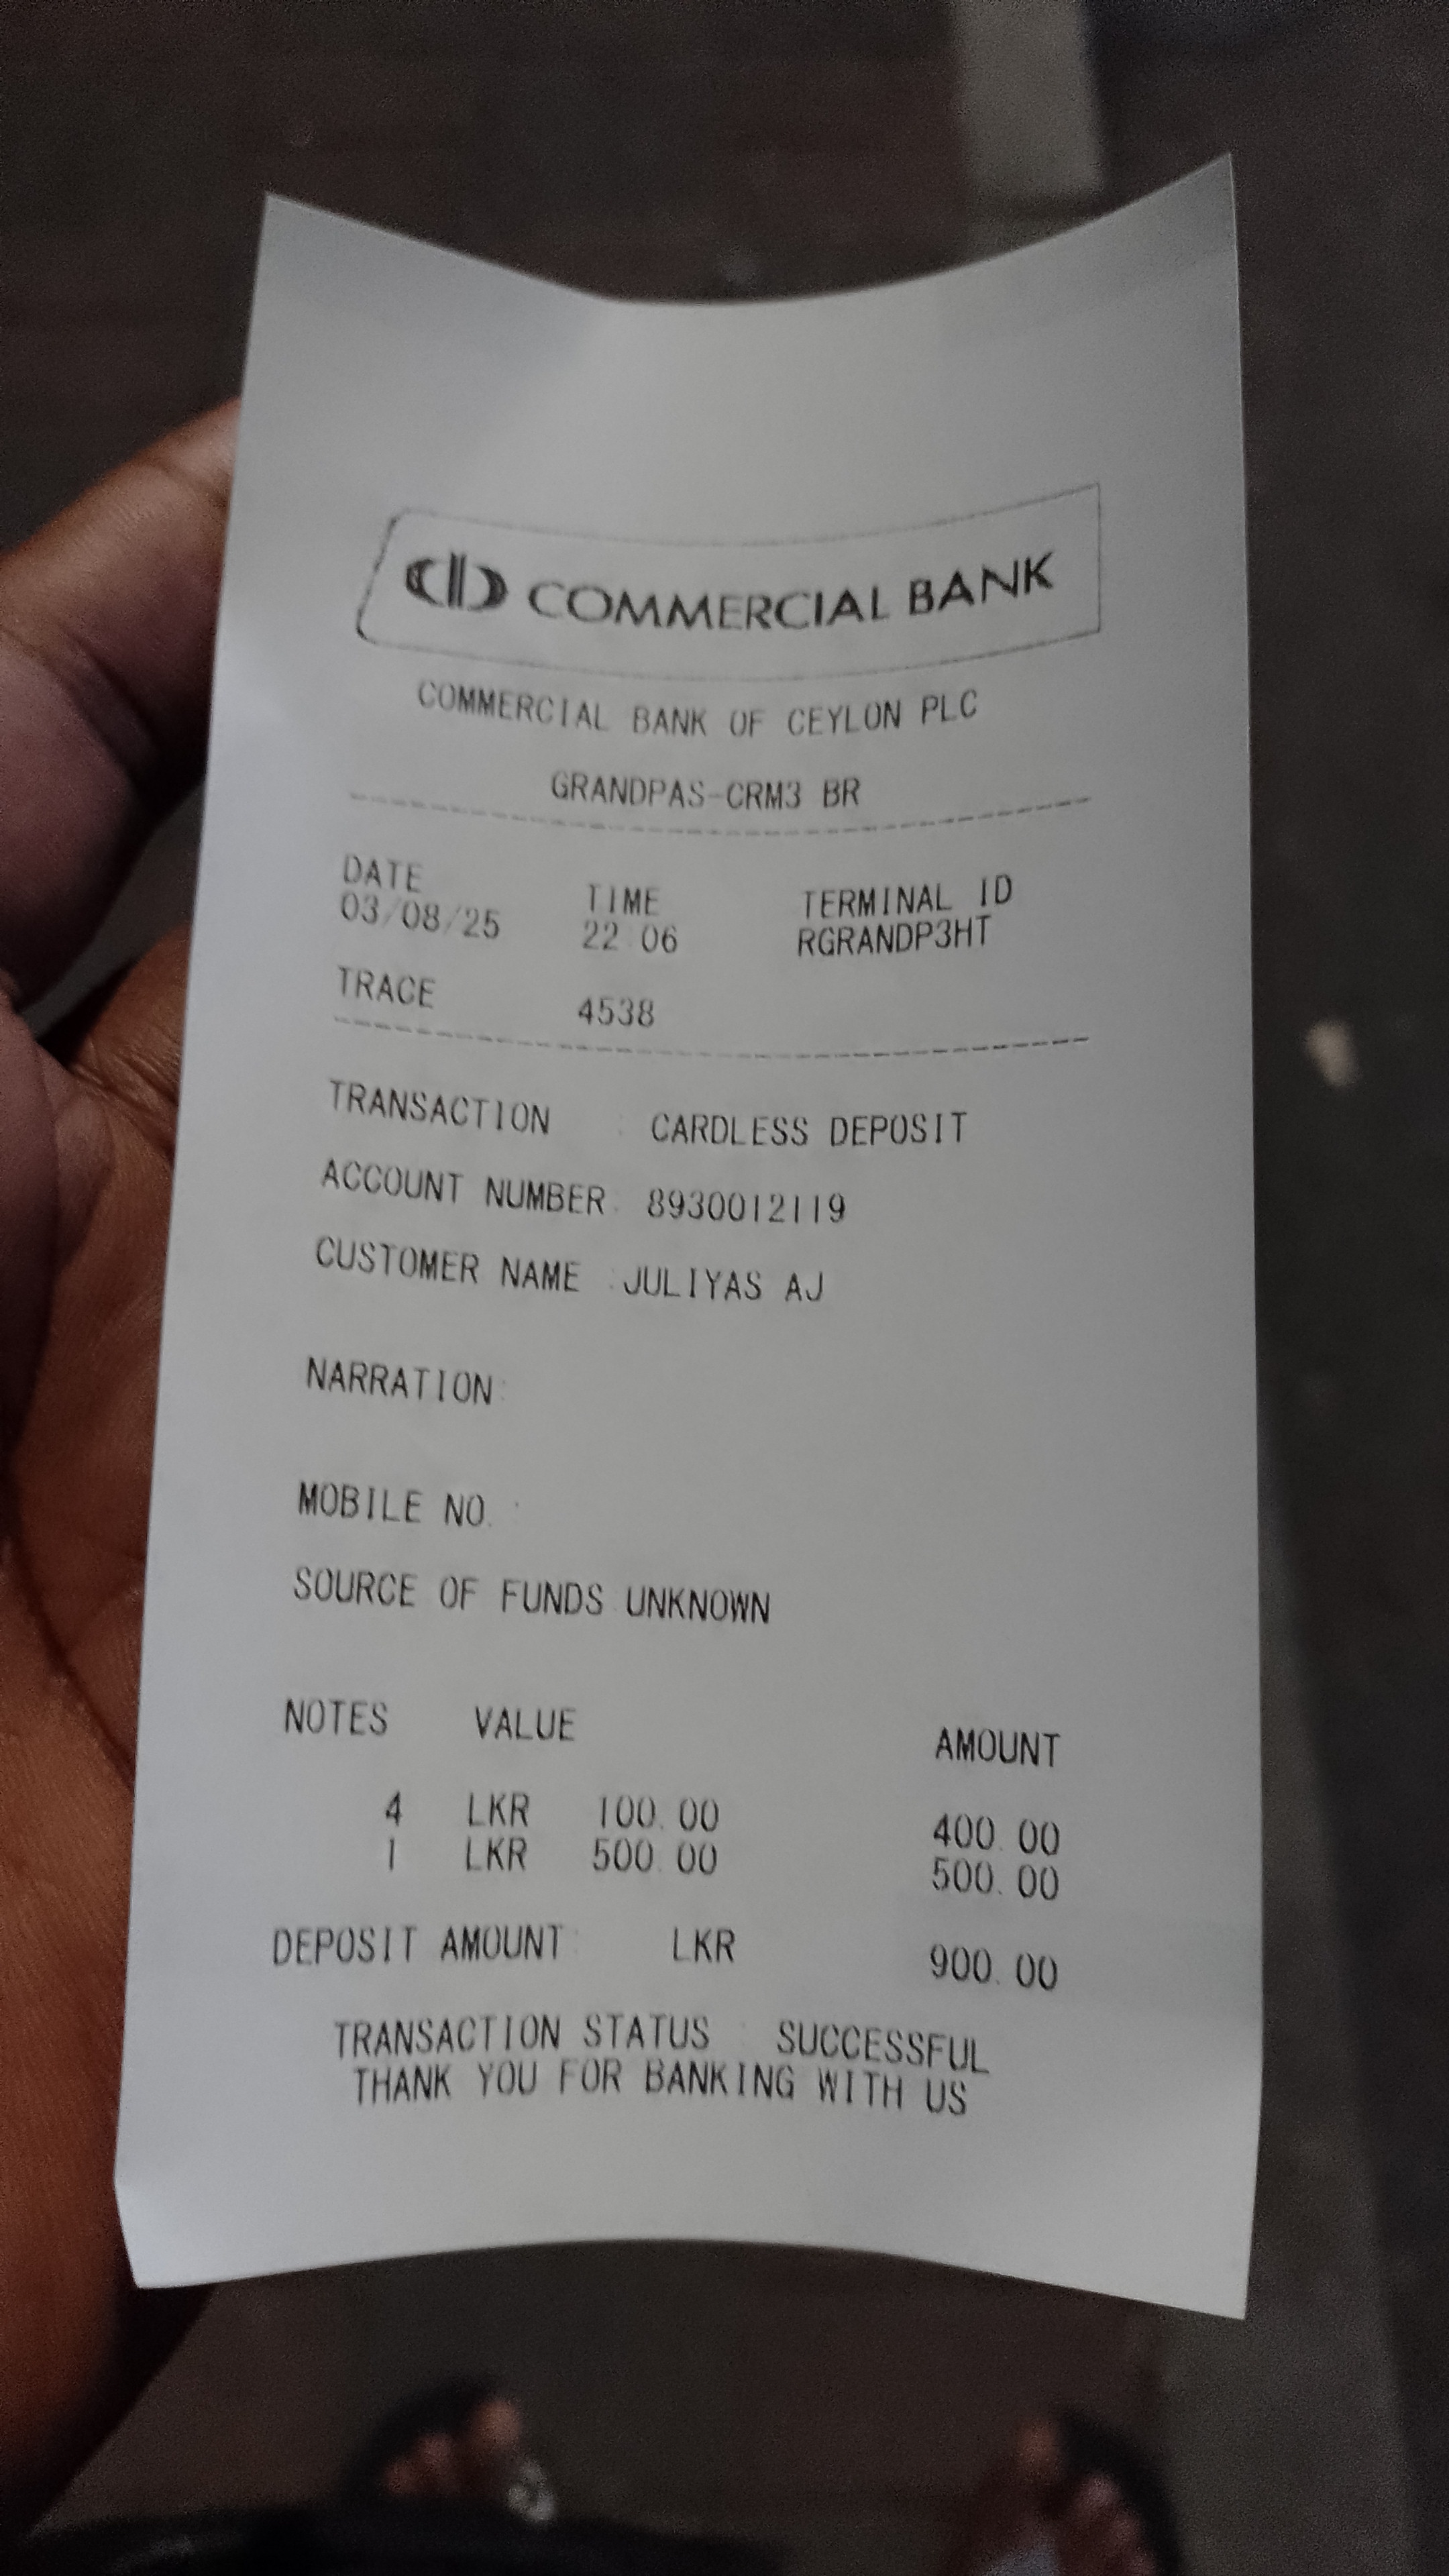 COMMERCIAL BANK
COMMERCIAL BANK OF CEYLON PLC
GRANDPAS-CRM3 BR
DATE TIME TERMINAL ID
03/08/25 22:06 RGRANDP3HT
TRACE 4538
TRANSACTION : CARDLESS DEPOSIT
ACCOUNT NUMBER: 8930012119
CUSTOMER NAME :JULIYAS AJ
NARRATION:
MOBILE NO. :
SOURCE OF FUNDS:UNKNOWN
NOTES VALUE AMOUNT
4 LKR 100.00 400.00
1 LKR 500.00 500.00
DEPOSIT AMOUNT: LKR 900.00
TRANSACTION STATUS : SUCCESSFUL
THANK YOU FOR BANKING WITH US